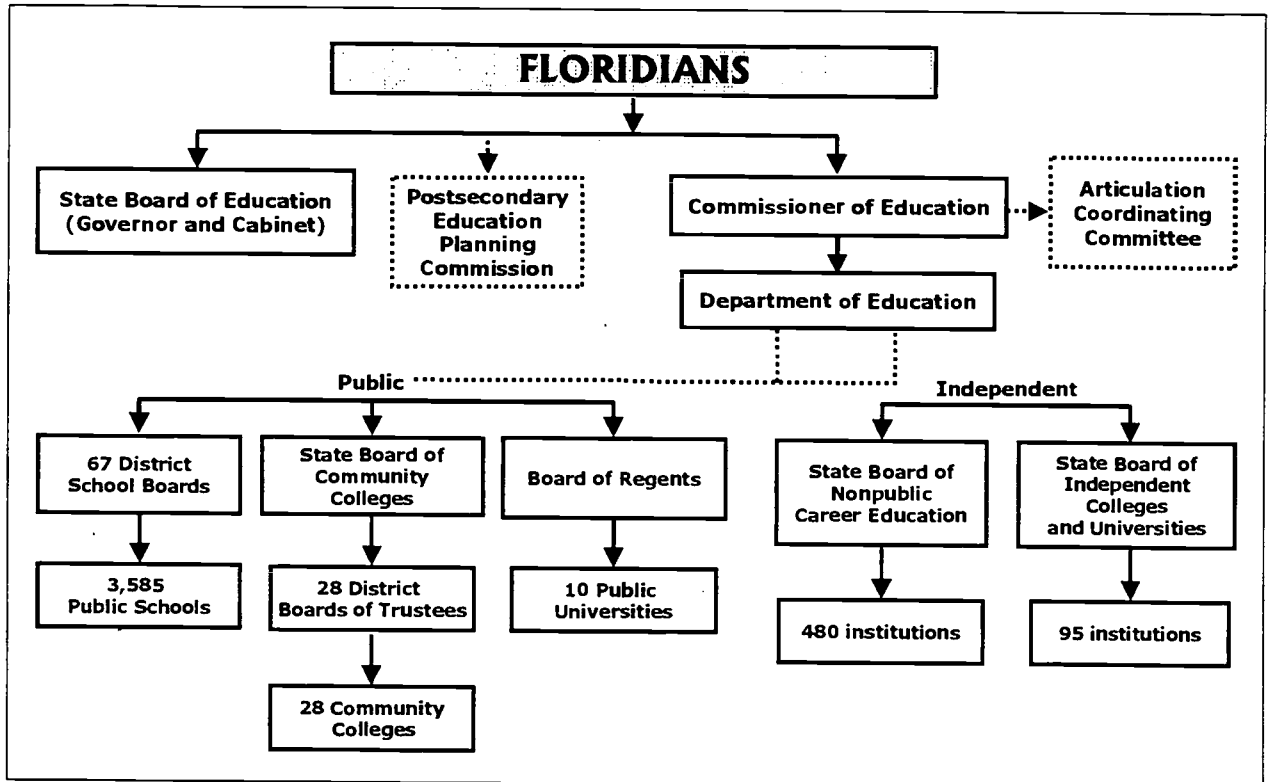 FLORIDIANS
State Board of Education
(Governor and Cabinet)
Postsecondary
Education
Planning
Commission
Commissioner of Education
Articulation
Coordinating
Committee
Department of Education
Public
Independent
67 District
School Boards
State Board of
Community
Colleges
Board of Regents
State Board of
Nonpublic
Career Education
State Board of
Independent
Colleges
and Universities
3,585
Public Schools
28 District
Boards of Trustees
10 Public
Universities
480 institutions
95 institutions
28 Community
Colleges